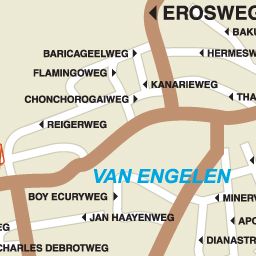 EROSWEG
BAKU
BARICAGEELWEG
HERMESW
FLAMINGOWEG
KANARIEWEG
CHONCHOROGAIWEG
THA
REIGERWEG
VAN ENGELEN
BOY ECURYWEG
MINERV
JAN HAAYENWEG
APO
DIANASTR
CHARLES DEBROTWEG